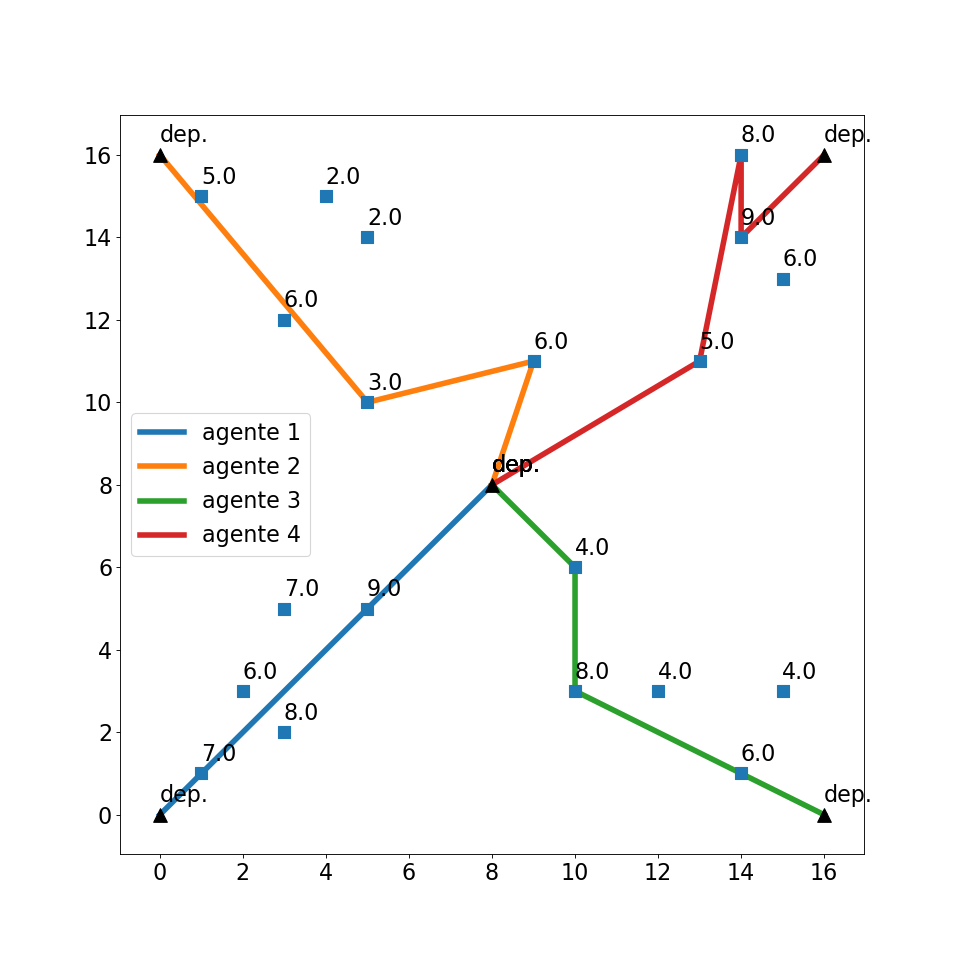 dep. 8.0 dep.
16
5.0 2.0
2.0 9.0
14
6.0
6.0
12
6.0 5.0
3.0
10
agente 1
agente 2
agente 3
agente 4
dep.
8
4.0
6
7.0 9.0
4
6.0 8.0 4.0 4.0
8.0
2
7.0 6.0
dep. dep.
0
0 2 4 6 8 10 12 14 16